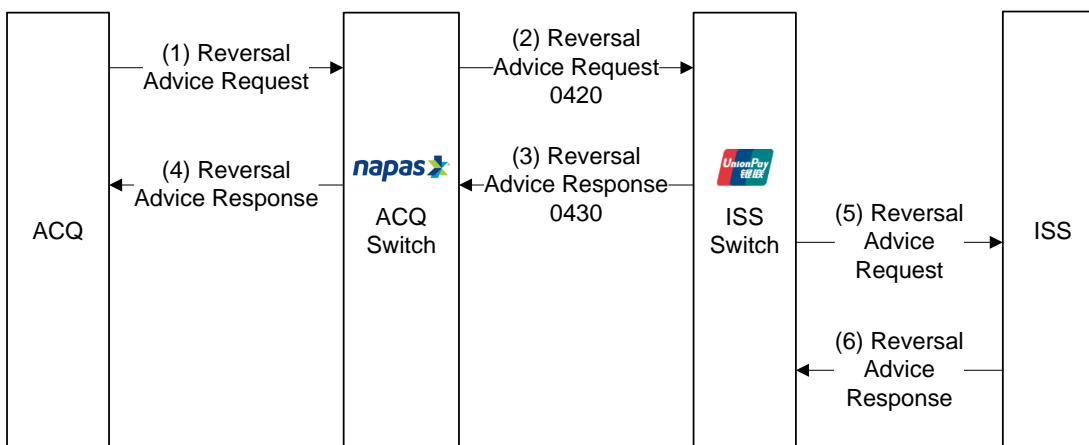 (1) Reversal
Advice Request
(2) Reversal
Advice Request
0420
(4) Reversal
Advice Response
napas
(3) Reversal
Advice Response
0430
UnionPay
银联
ACQ
ACQ
Switch
ISS
Switch
(5) Reversal
Advice
Request
ISS
(6) Reversal
Advice
Response